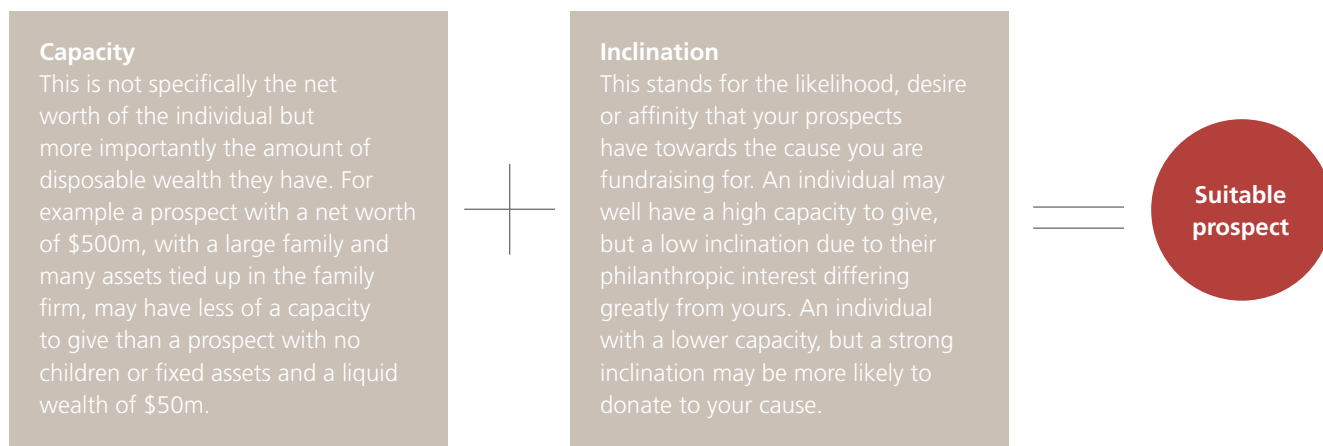 Capacity
This is not specifically the net
worth of the individual but
more importantly the amount of
disposable wealth they have. For
example a prospect with a net worth
of $500m, with a large family and
many assets tied up in the family
firm, may have less of a capacity
to give than a prospect with no
children or fixed assets and a liquid
wealth of $50m.
Inclination
This stands for the likelihood, desire
or affinity that your prospects
have towards the cause you are
fundraising for. An individual may
well have a high capacity to give,
but a low inclination due to their
philanthropic interest differing
greatly from yours. An individual
with a lower capacity, but a strong
inclination may be more likely to
donate to your cause.
Suitable
prospect